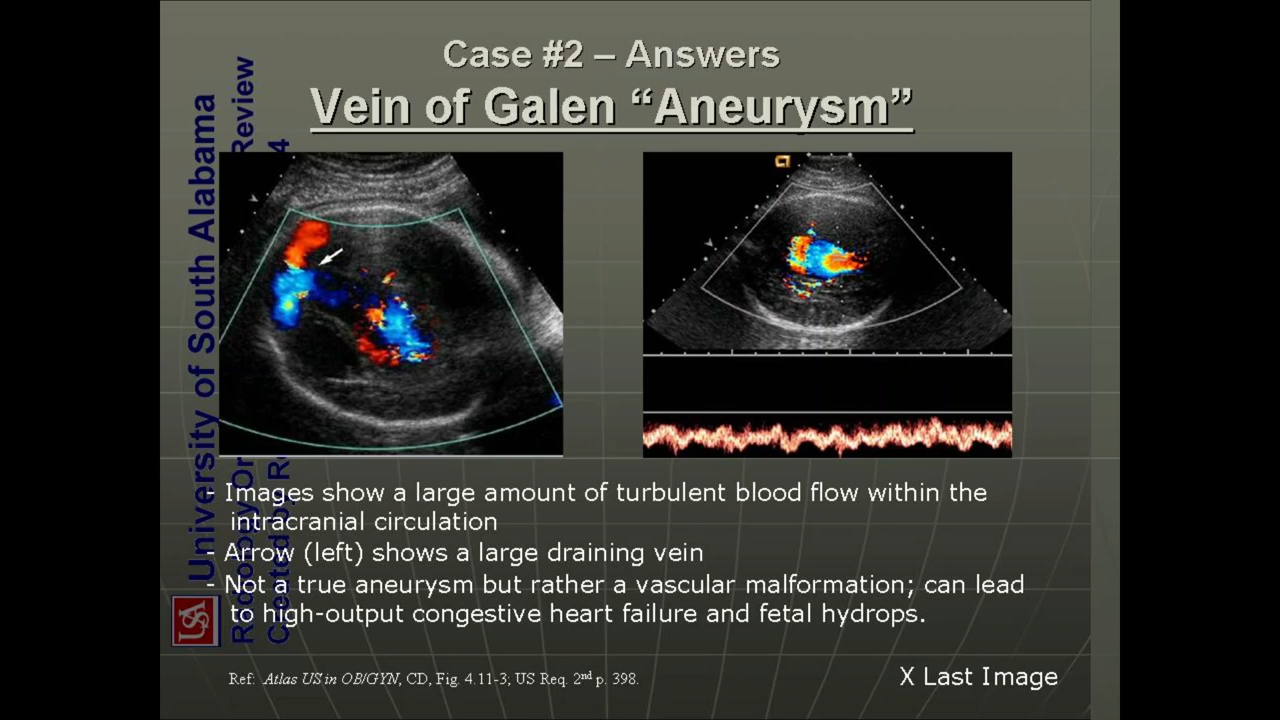 Case #2 – Answers
Vein of Galen “Aneurysm”
University of South Alabama
Review
4
- Images show a large amount of turbulent blood flow within the
intracranial circulation
- Arrow (left) shows a large draining vein
- Not a true aneurysm but rather a vascular malformation; can lead
to high-output congestive heart failure and fetal hydrops.
USA
Ref: Atlas US in OB/GYN, CD, Fig. 4.11-3; US Req. 2nd p. 398.
X Last Image